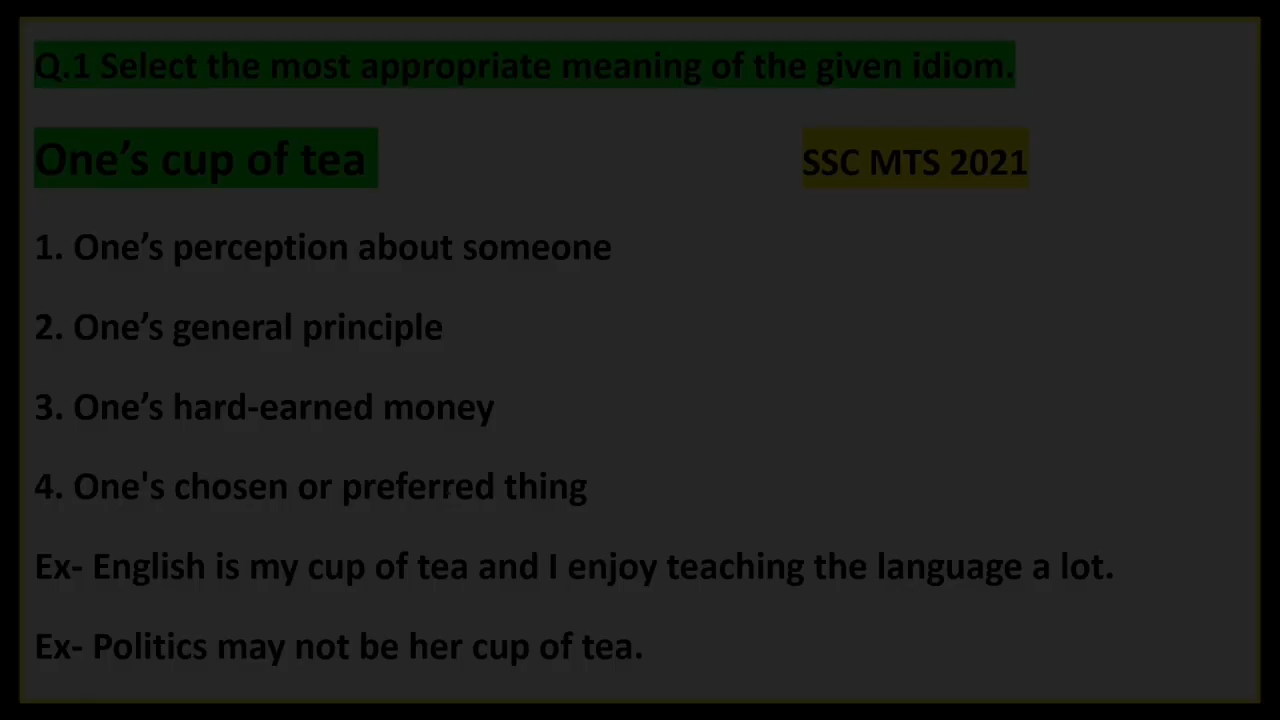 Q.1 Select the most appropriate meaning of the given idiom.
One’s cup of tea
SSC MTS 2021
1. One’s perception about someone
2. One’s general principle
3. One’s hard-earned money
4. One's chosen or preferred thing
Ex- English is my cup of tea and I enjoy teaching the language a lot.
Ex- Politics may not be her cup of tea.